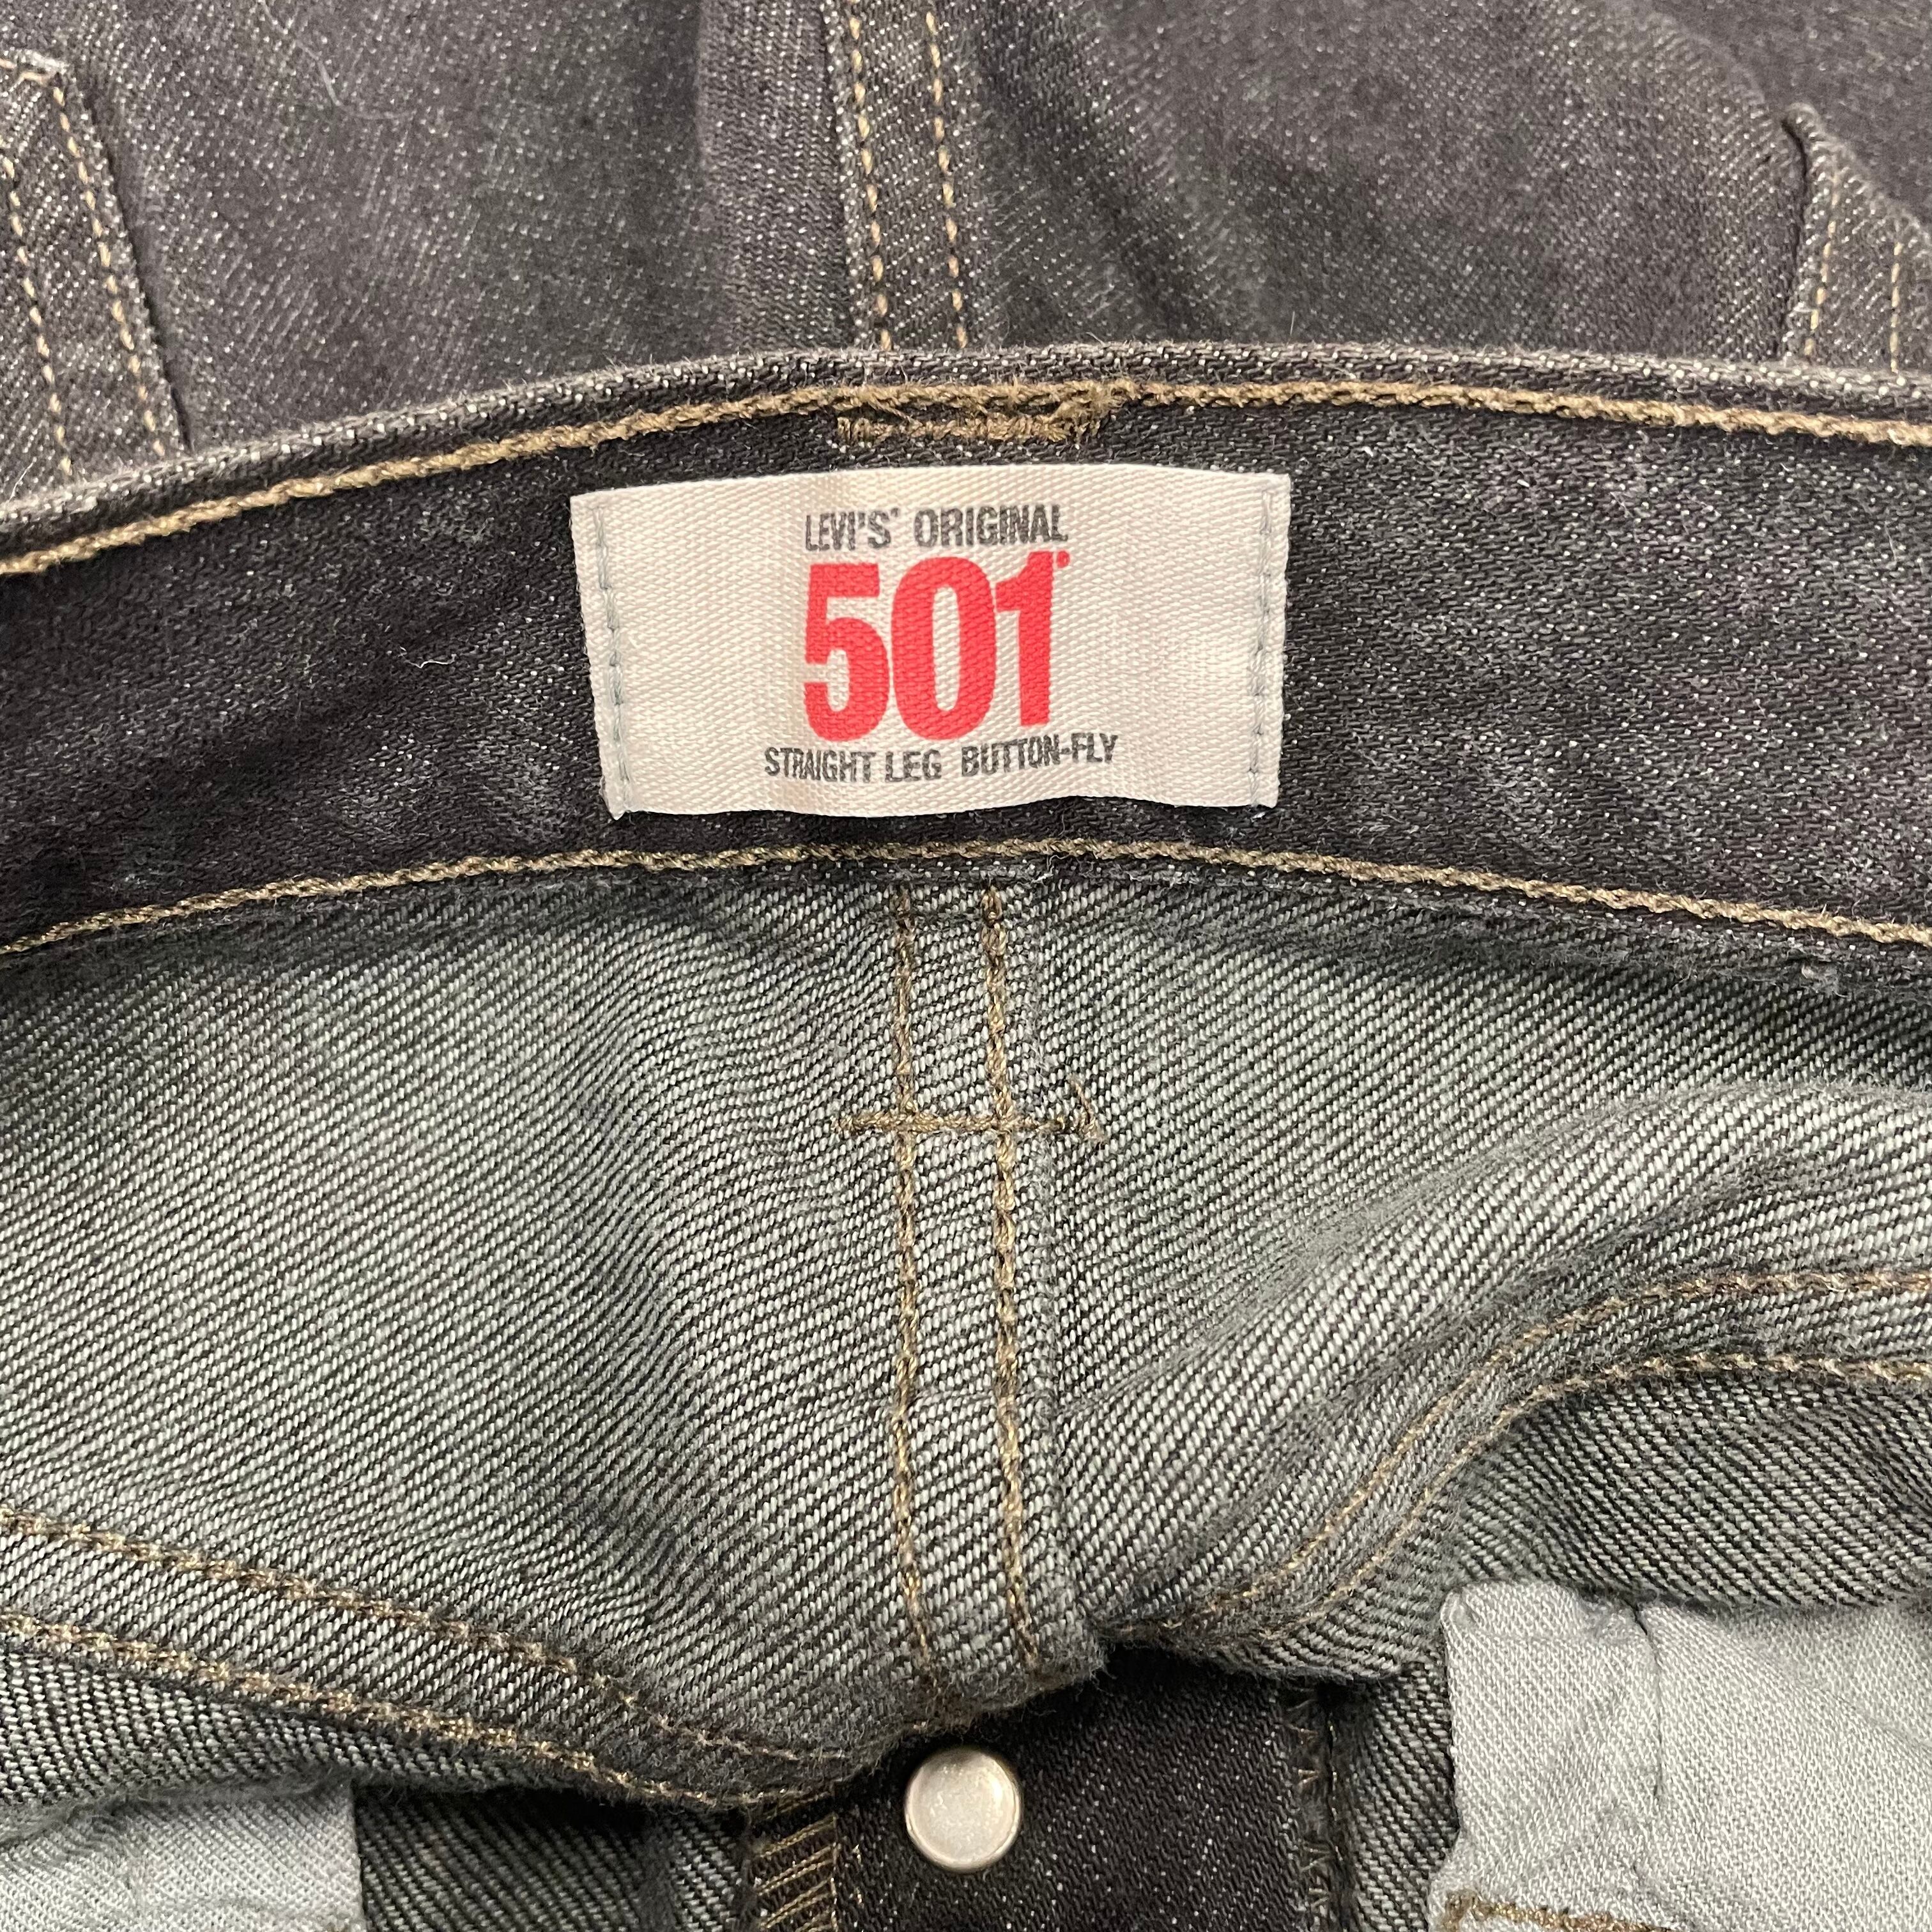 LEVI'S® ORIGINAL
501®
STRAIGHT LEG BUTTON-FLY